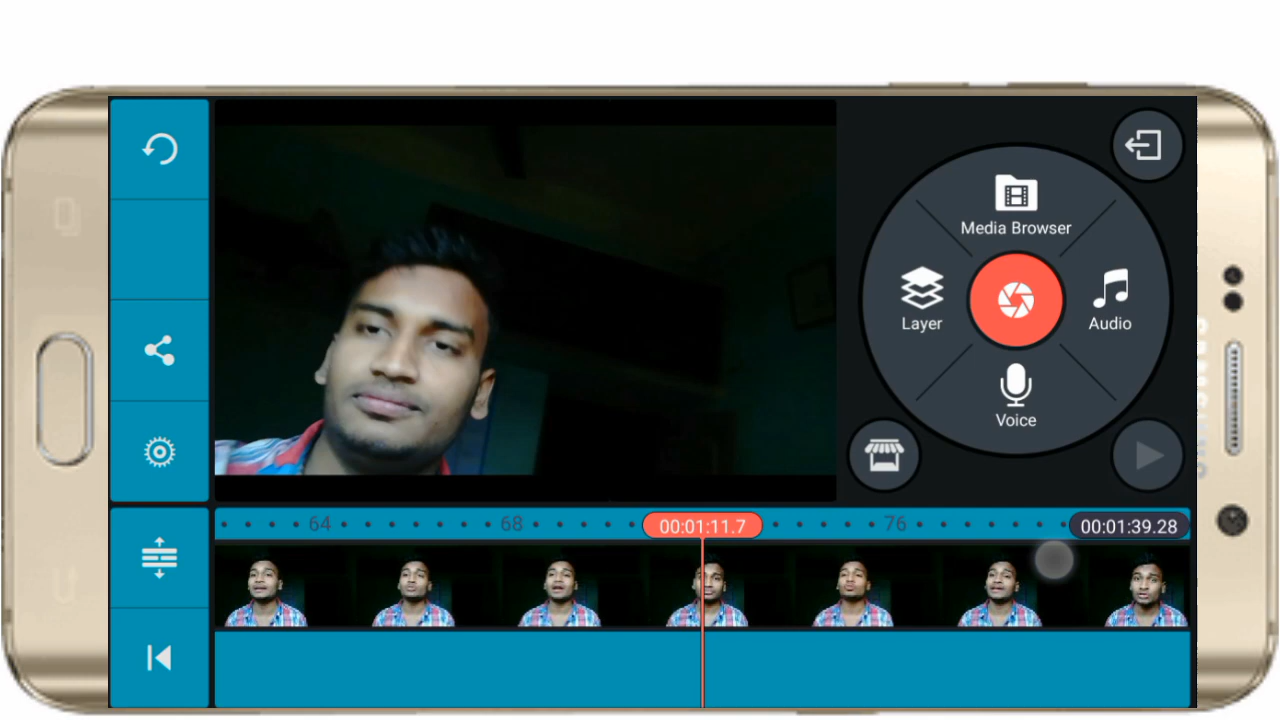 Media Browser
Layer
Audio
Voice
64
68
00:01:11.7
76
00:01:39.28